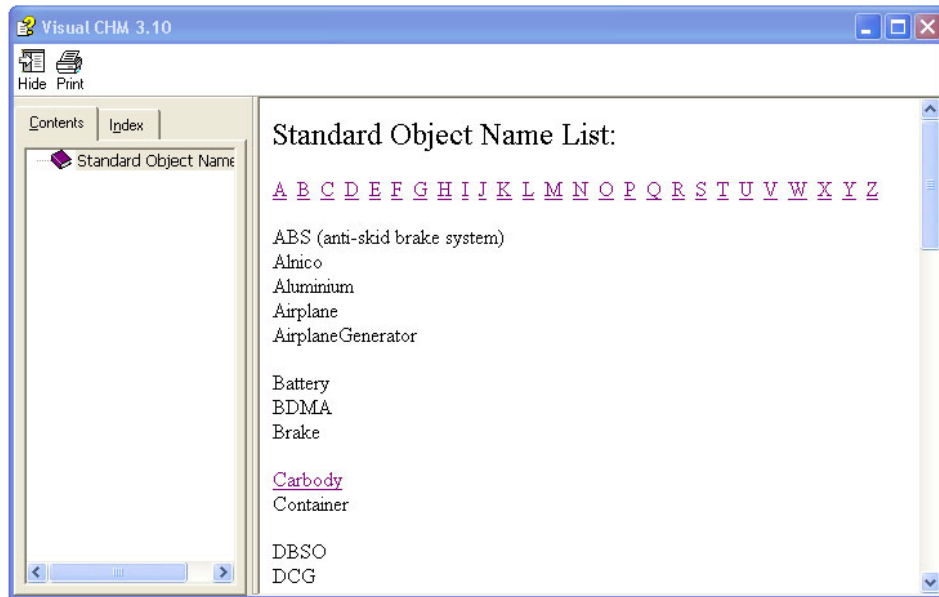 Visual CHM 3.10
Hide Print
Contents Index
Standard Object Name
Standard Object Name List:
A B C D E F G H I J K L M N O P Q R S T U V W X Y Z
ABS (anti-skid brake system)
Alnico
Aluminium
Airplane
AirplaneGenerator
Battery
BDMA
Brake
Carbody
Container
DBSO
DCG